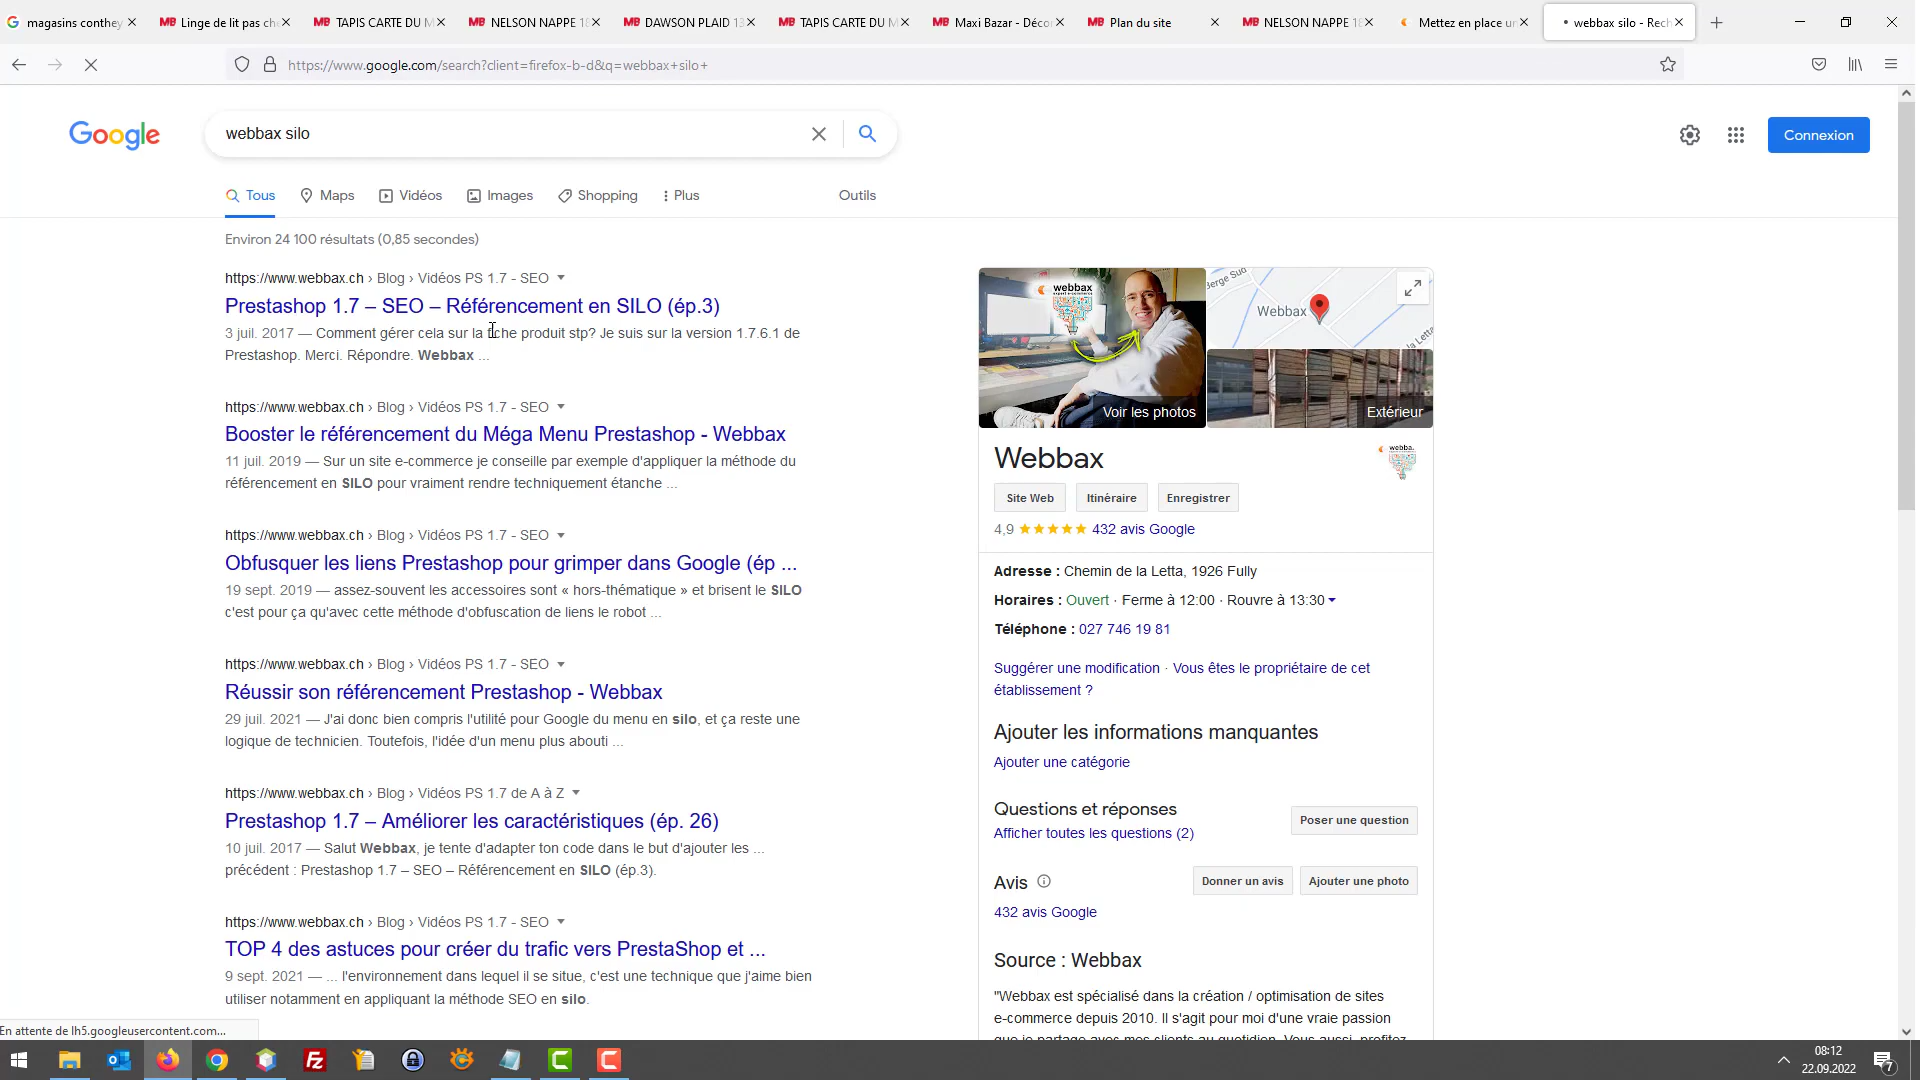 magasins conthey
Linge de lit pas ch
TAPIS CARTE DU M
NELSON NAPPE 18
DAWSON PLAID 13
TAPIS CARTE DU M
Maxi Bazar - Déco
Plan du site
NELSON NAPPE 18
Mettez en place un
webbax silo - Rech
https://www.google.com/search?client=firefox-b-d&q=webbax+silo+
Google
webbax silo
Connexion
Tous
Maps
Vidéos
Images
Shopping
Plus
Outils
Environ 24 100 résultats (0,85 secondes)
https://www.webbax.ch › Blog › Vidéos PS 1.7 - SEO
Prestashop 1.7 – SEO – Référencement en SILO (ép.3)
3 juil. 2017 — Comment gérer cela sur la fiche produit stp? Je suis sur la version 1.7.6.1 de
Prestashop. Merci. Répondre. Webbax ...
https://www.webbax.ch › Blog › Vidéos PS 1.7 - SEO
Booster le référencement du Méga Menu Prestashop - Webbax
11 juil. 2019 — Sur un site e-commerce je conseille par exemple d'appliquer la méthode du
référencement en SILO pour vraiment rendre techniquement étanche ...
https://www.webbax.ch › Blog › Vidéos PS 1.7 - SEO
Obfusquer les liens Prestashop pour grimper dans Google (ép ...
19 sept. 2019 — assez-souvent les accessoires sont « hors-thématique » et brisent le SILO
c'est pour ça qu'avec cette méthode d'obfuscation de liens le robot ...
https://www.webbax.ch › Blog › Vidéos PS 1.7 - SEO
Réussir son référencement Prestashop - Webbax
29 juil. 2021 — J'ai donc bien compris l'utilité pour Google du menu en silo, et ça reste une
logique de technicien. Toutefois, l'idée d'un menu plus abouti ...
https://www.webbax.ch › Blog › Vidéos PS 1.7 de A à Z
Prestashop 1.7 – Améliorer les caractéristiques (ép. 26)
10 juil. 2017 — Salut Webbax, je tente d'adapter ton code dans le but d'ajouter les ...
précédent : Prestashop 1.7 – SEO – Référencement en SILO (ép.3).
https://www.webbax.ch › Blog › Vidéos PS 1.7 - SEO
TOP 4 des astuces pour créer du trafic vers PrestaShop et ...
9 sept. 2021 — ... l'environnement dans lequel il se situe, c'est une technique que j'aime bien
utiliser notamment en appliquant la méthode SEO en silo.
webbax
Voir les photos
Berge Sud
Webbax
Extérieur
Webbax
Site Web
Itinéraire
Enregistrer
4,9
432 avis Google
Adresse : Chemin de la Letta, 1926 Fully
Horaires : Ouvert · Ferme à 12:00 · Rouvre à 13:30
Téléphone : 027 746 19 81
Suggérer une modification · Vous êtes le propriétaire de cet
établissement ?
Ajouter les informations manquantes
Ajouter une catégorie
Questions et réponses
Afficher toutes les questions (2)
Poser une question
Avis
Donner un avis
Ajouter une photo
432 avis Google
Source : Webbax
"Webbax est spécialisé dans la création / optimisation de sites
e-commerce depuis 2010. Il s'agit pour moi d'une vraie passion
que je partage avec mes clients au quotidien. Vous aussi, profitez
En attente de lh5.googleusercontent.com...
08:12
22.09.2022
7